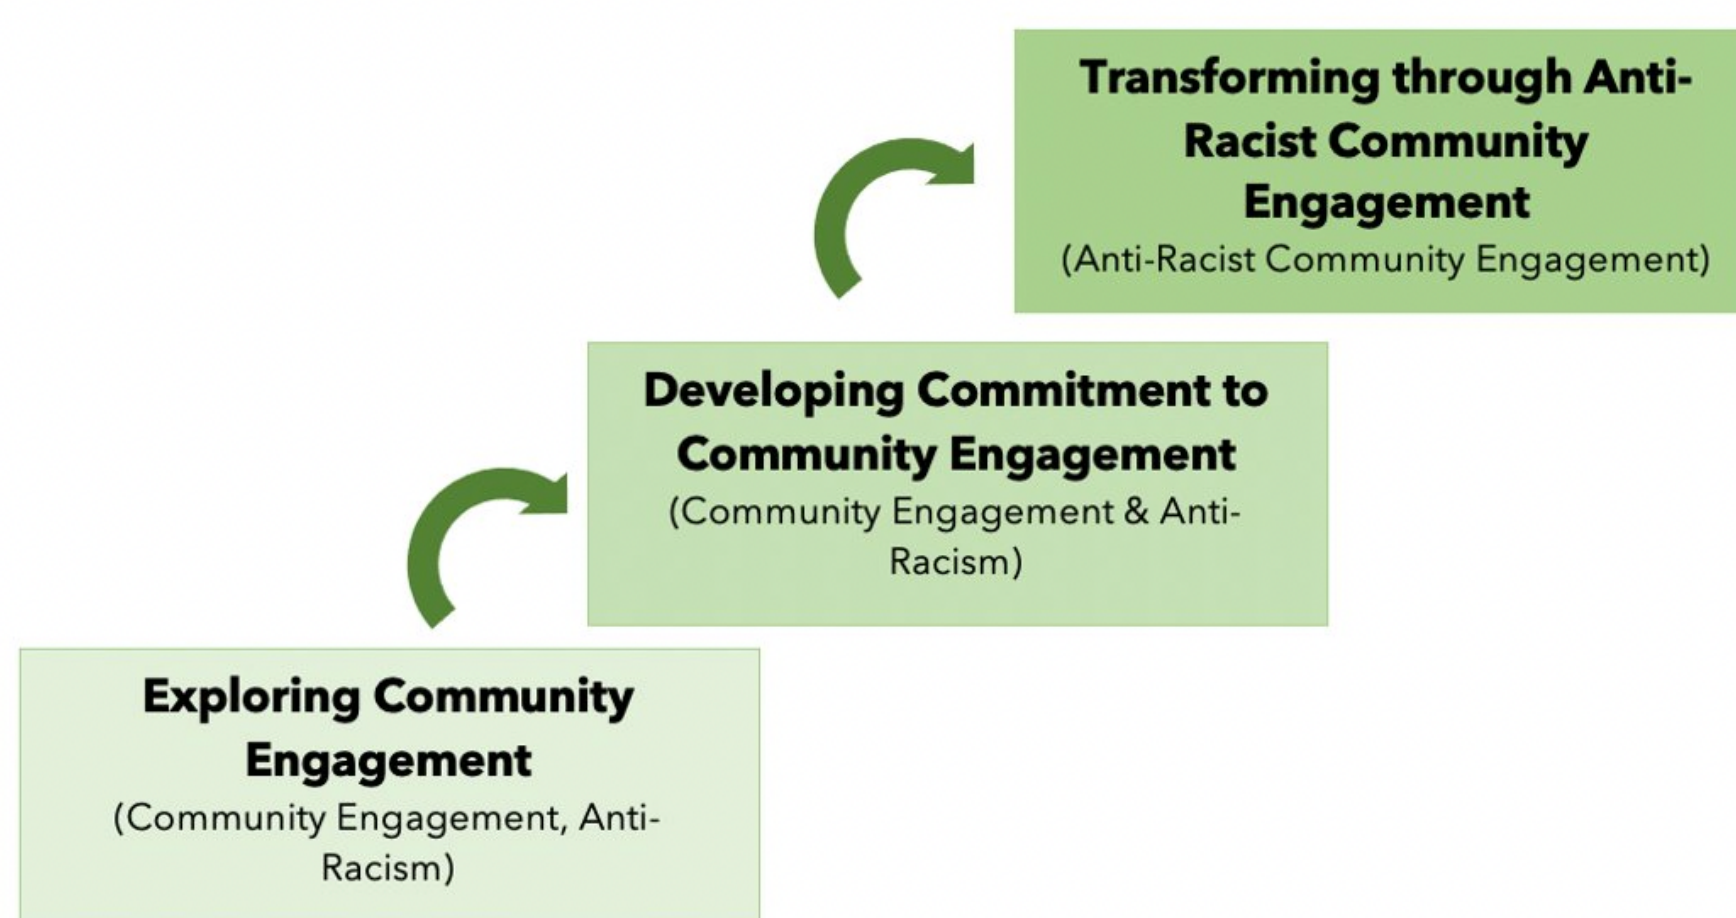 Transforming through Anti-
Racist Community
Engagement
(Anti-Racist Community Engagement)
Developing Commitment to
Community Engagement
(Community Engagement & Anti-
Racism)
Exploring Community
Engagement
(Community Engagement, Anti-
Racism)